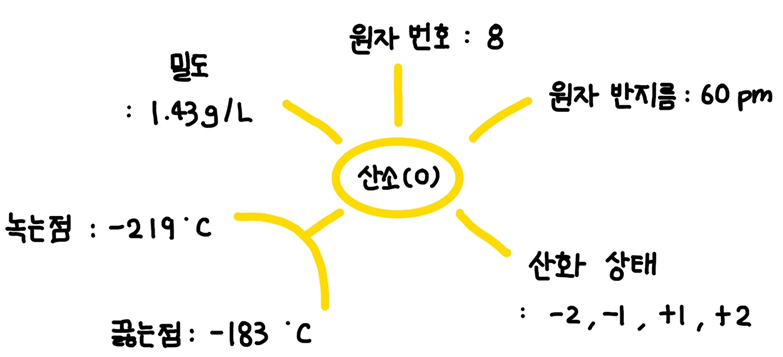 원자 번호 : 8
밀도
: 1.43g/L
원자 반지름 : 60 pm
산소(O)
녹는점 : -219°C
산화 상태
: -2, -1, +1, +2
끓는점 : -183 °C